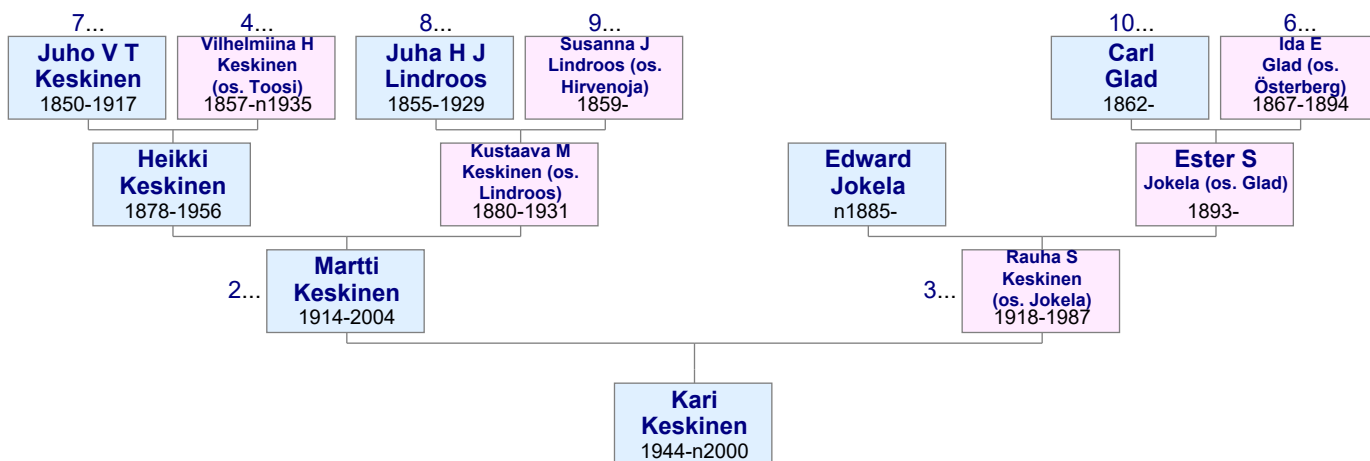 7...
4...
8...
9...
10...
6...
Juho V T
Keskinen
1850-1917
Vilhelmiina H
Keskinen
(os. Toosi)
1857-n1935
Juha H J
Lindroos
1855-1929
Susanna J
Lindroos (os.
Hirvenoja)
1859-
Carl
Glad
1862-
Ida E
Glad (os.
Österberg)
1867-1894
Heikki
Keskinen
1878-1956
Kustaava M
Keskinen (os.
Lindroos)
1880-1931
Edward
Jokela
n1885-
Ester S
Jokela (os. Glad)
1893-
2...
Martti
Keskinen
1914-2004
3...
Rauha S
Keskinen
(os. Jokela)
1918-1987
Kari
Keskinen
1944-n2000